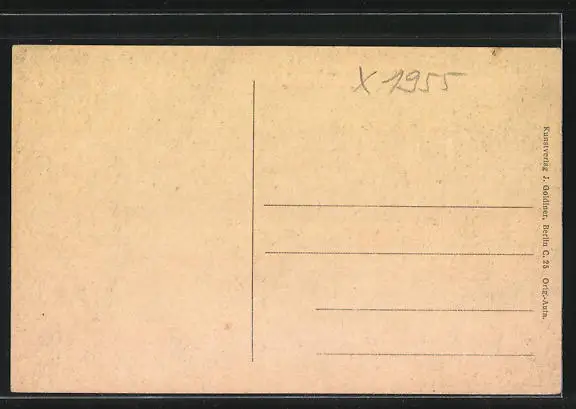 X 1955
Kunstverlag J. Goldiner, Berlin C. 25 Orig.-Aufn.